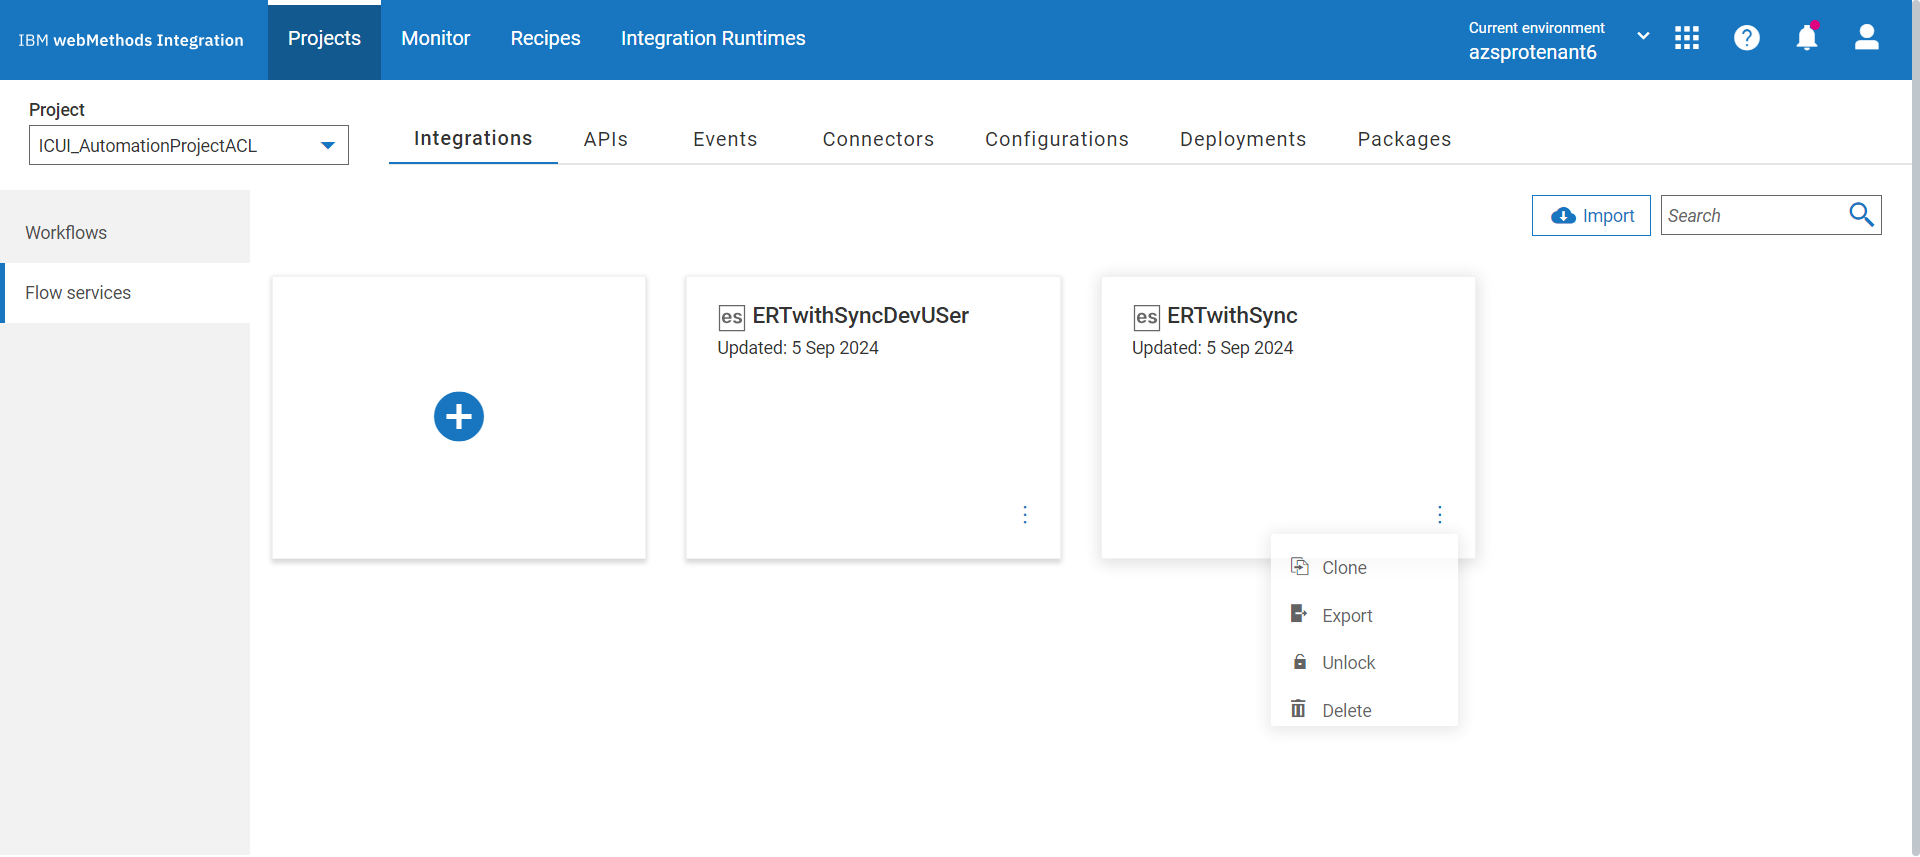 IBM webMethods Integration
Projects
Monitor
Recipes
Integration Runtimes
Current environment
azsprotenant6
?
Project
ICUI_AutomationProjectACL
Integrations
APIs
Events
Connectors
Configurations
Deployments
Packages
Workflows
Flow services
Import
Search
es ERTwithSyncDevUSer
Updated: 5 Sep 2024
es ERTwithSync
Updated: 5 Sep 2024
Clone
Export
Unlock
Delete